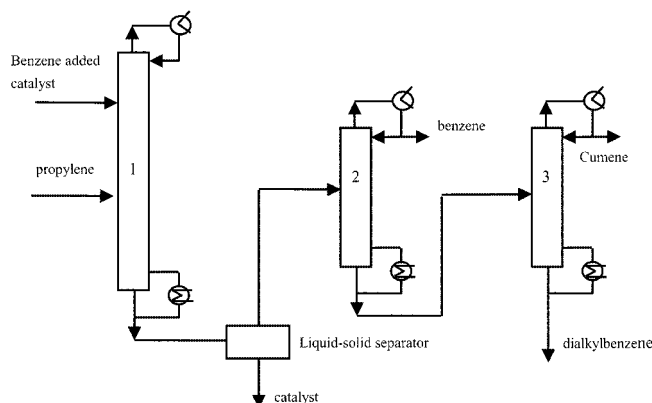 Benzene added
catalyst
propylene
1
2
benzene
3
Cumene
Liquid-solid separator
catalyst
dialkylbenzene